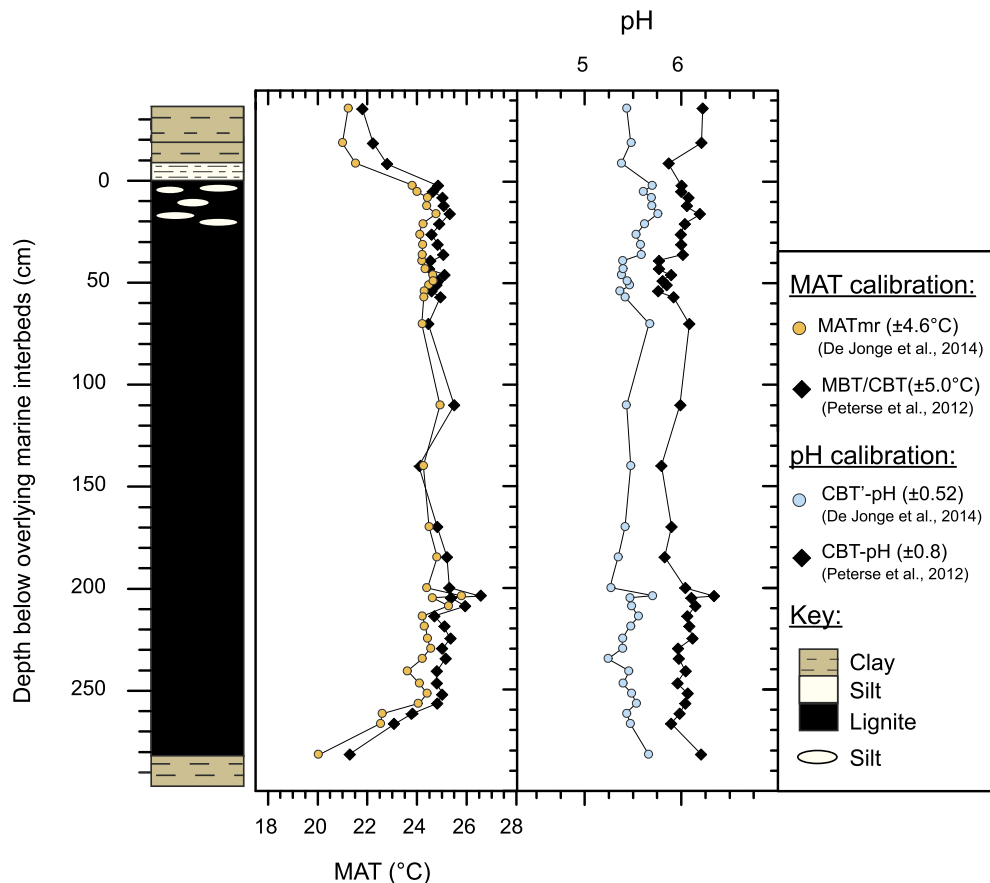 pH
5 6
0
50
100
150
200
250
Depth below overlying marine interbeds (cm)
18 20 22 24 26 28
MAT (°C)
MAT calibration:
MATmr (±4.6°C)
(De Jonge et al., 2014)
MBT/CBT(±5.0°C)
(Peterse et al., 2012)
pH calibration:
CBT'-pH (±0.52)
(De Jonge et al., 2014)
CBT-pH (±0.8)
(Peterse et al., 2012)
Key:
Clay
Silt
Lignite
Silt